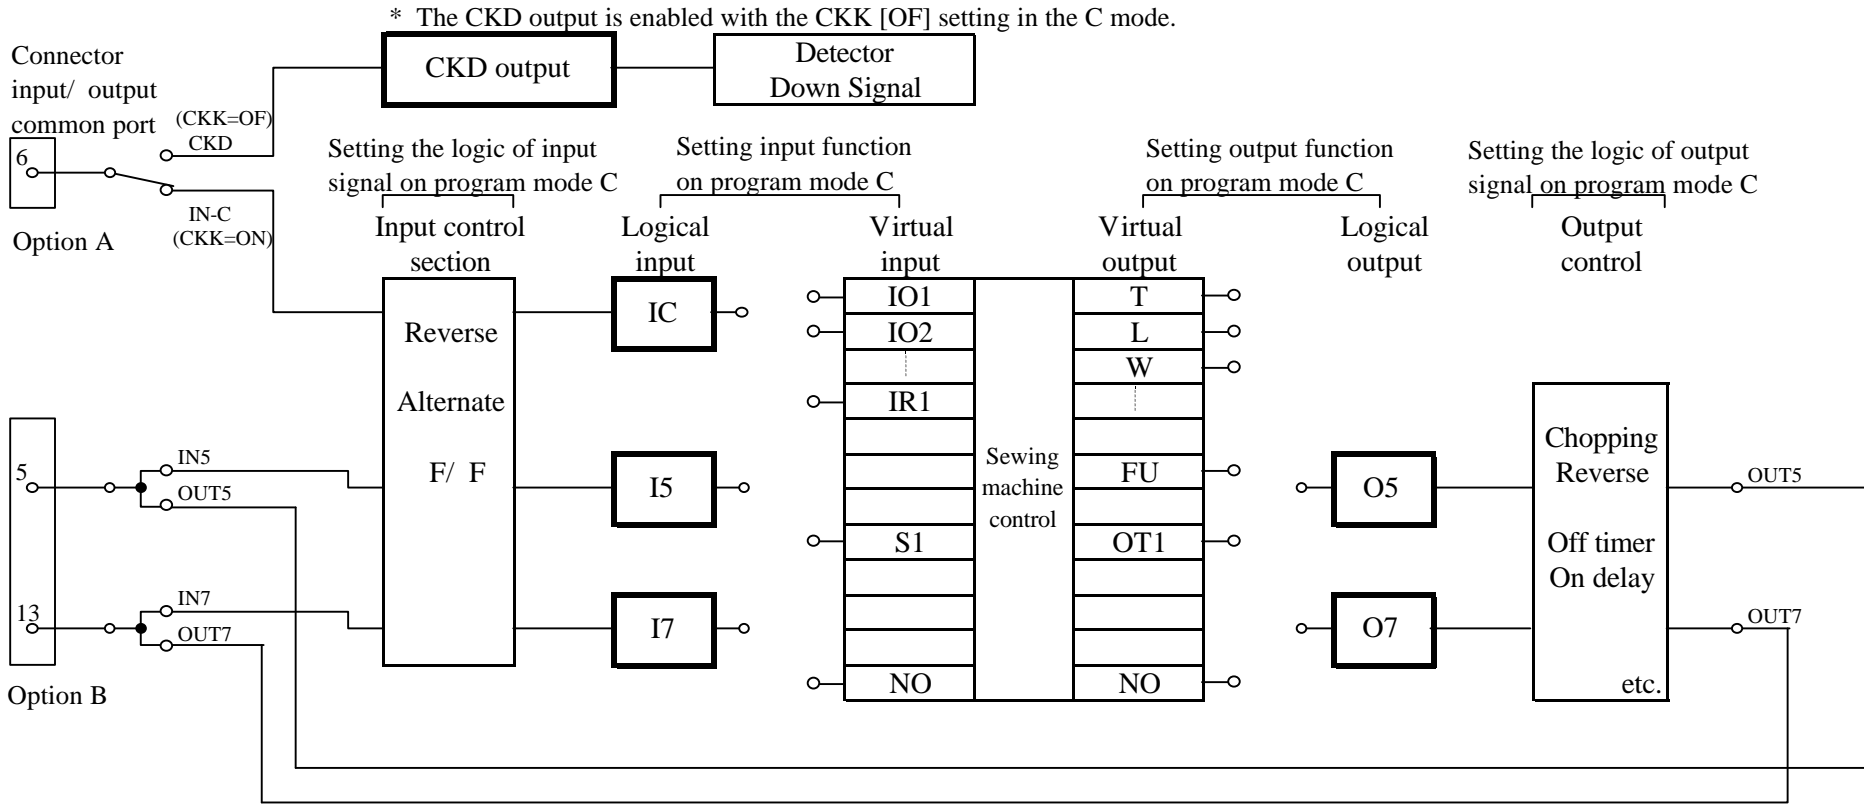 * The CKD output is enabled with the CKK [OF] setting in the C mode.
Connector
input/ output
common port
6
Option A
(CKK=OF)
CKD
IN-C
(CKK=ON)
CKD output
Detector
Down Signal
Setting the logic of input
signal on program mode C
Setting input function
on program mode C
Setting output function
on program mode C
Setting the logic of output
signal on program mode C
Input control
section
Logical
input
Virtual
input
Virtual
output
Logical
output
Output
control
Reverse
Alternate
F/ F
IC
I5
I7
IO1
IO2
IR1
S1
NO
Sewing
machine
control
T
L
W
FU
OT1
NO
O5
O7
Chopping
Reverse
Off timer
On delay
etc.
OUT5
OUT7
5
IN5
OUT5
13
IN7
OUT7
Option B